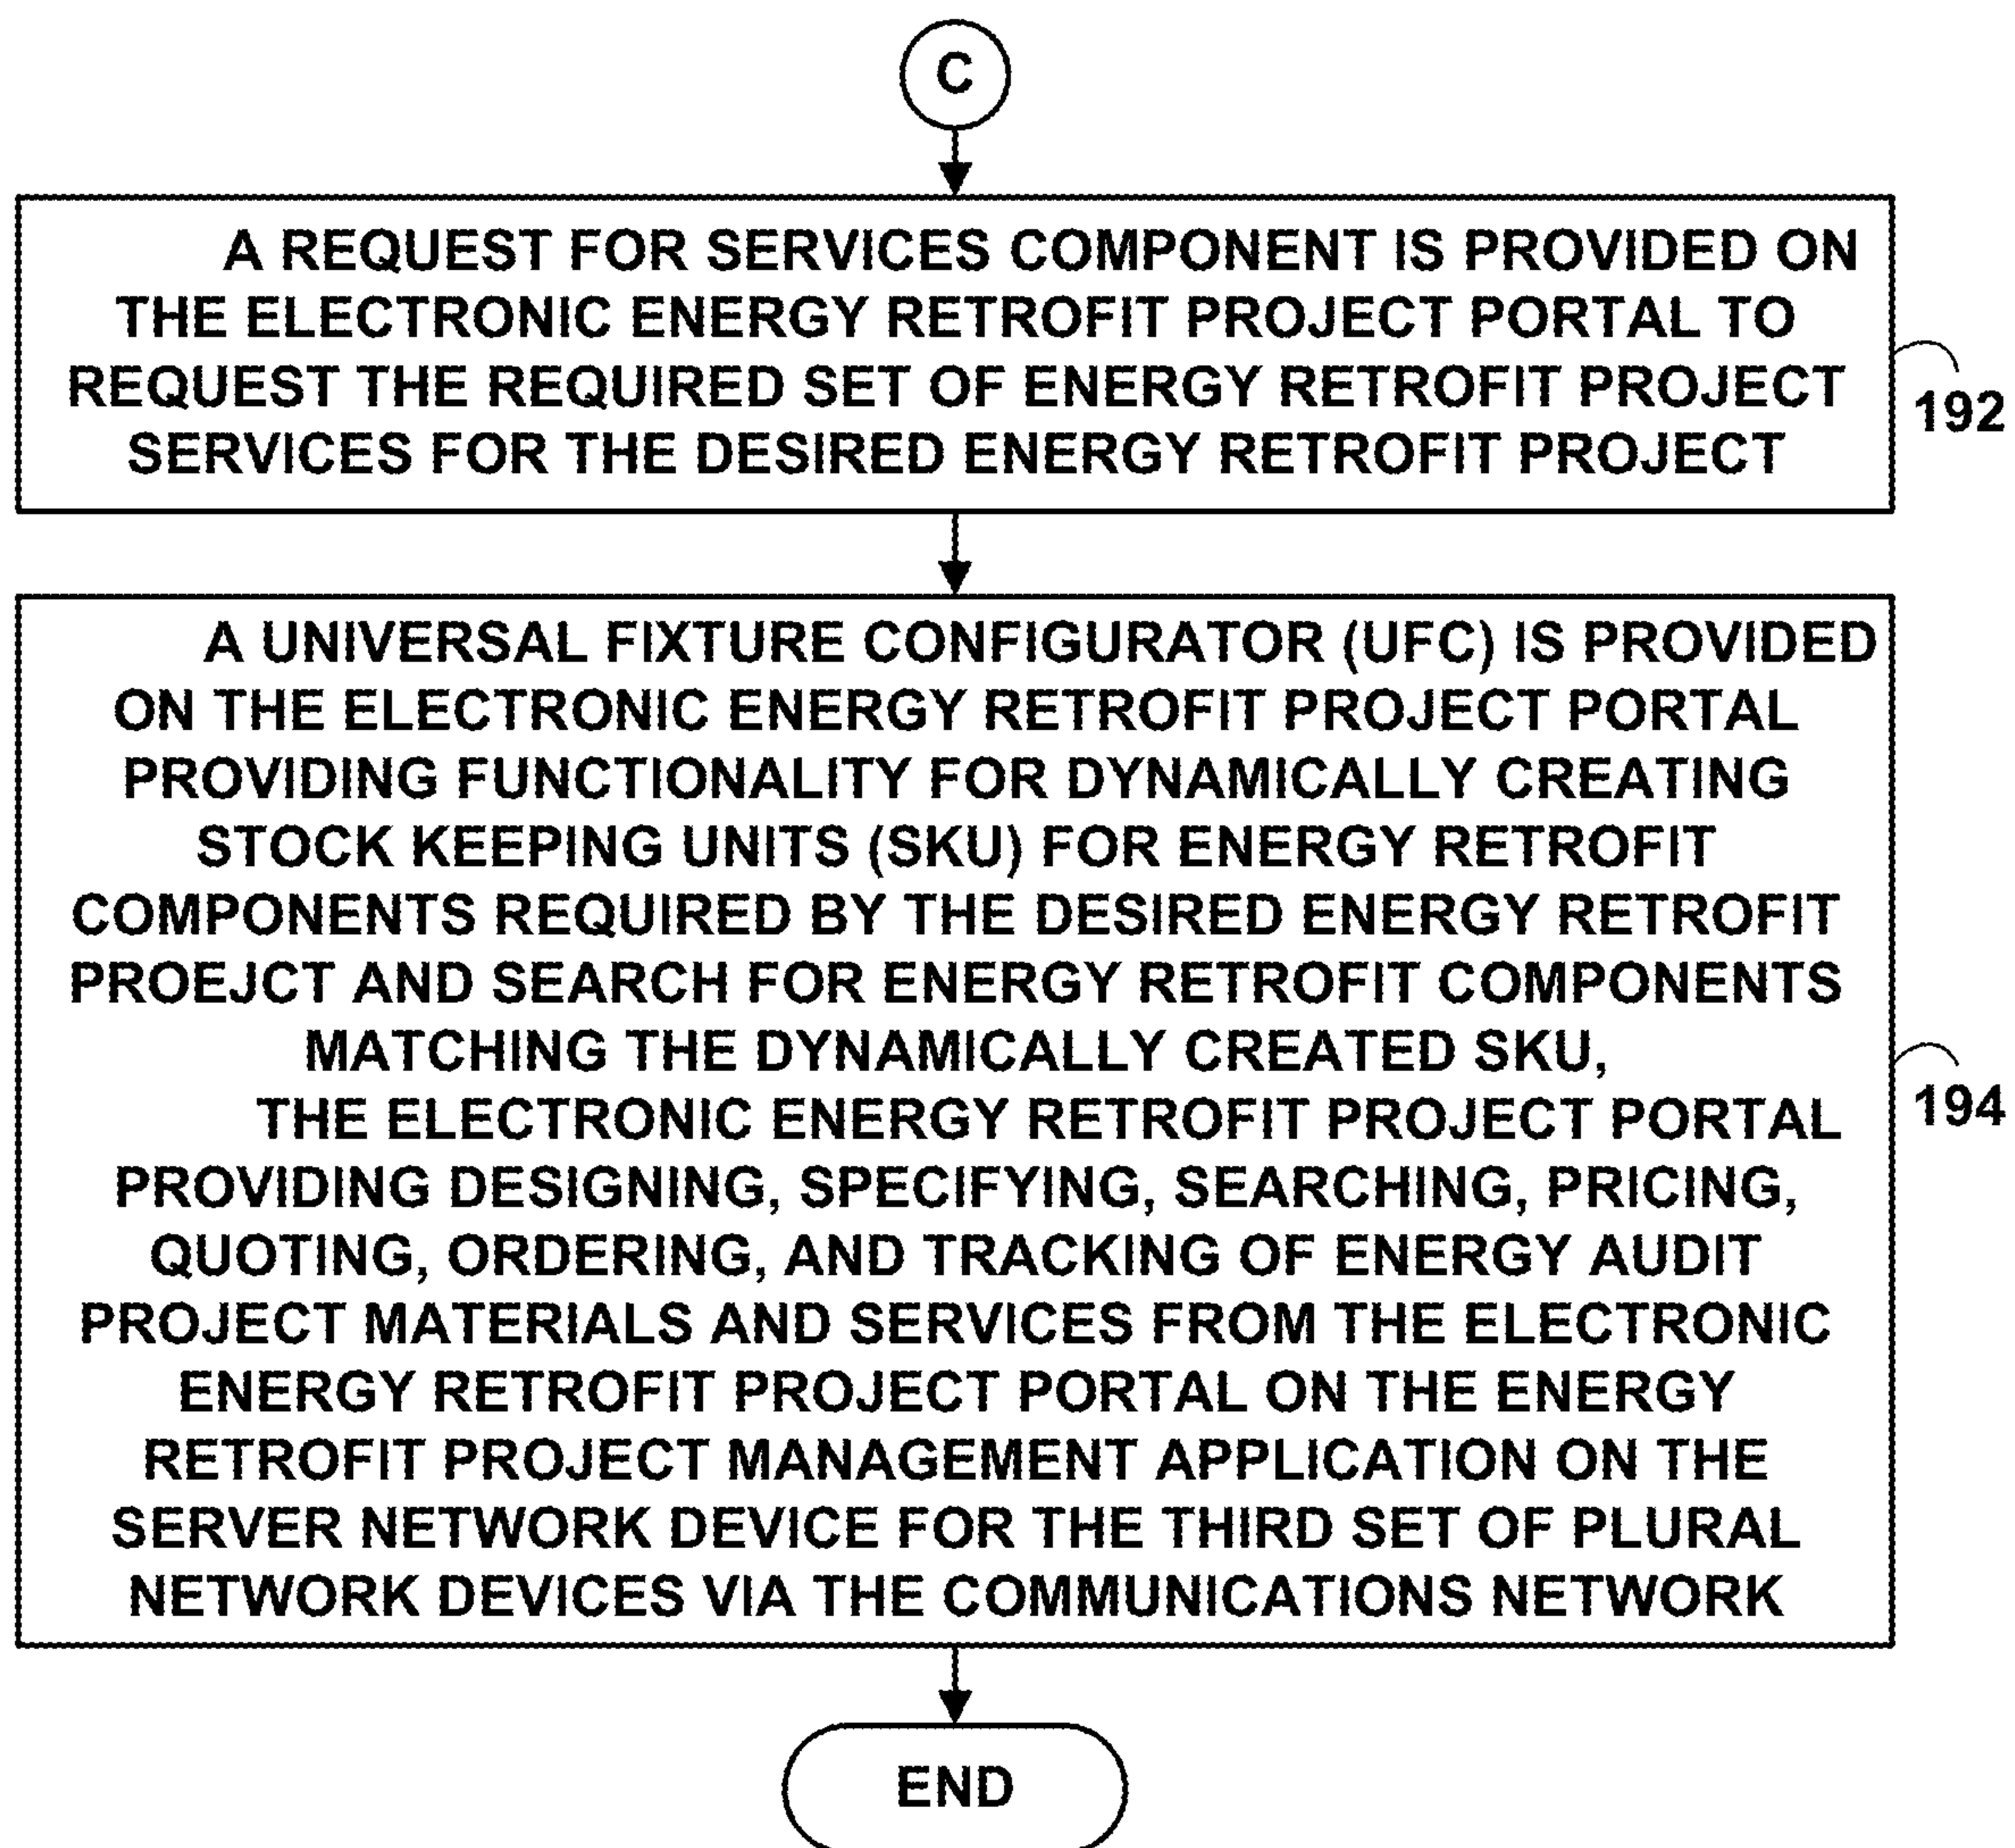 C
A REQUEST FOR SERVICES COMPONENT IS PROVIDED ON
THE ELECTRONIC ENERGY RETROFIT PROJECT PORTAL TO
REQUEST THE REQUIRED SET OF ENERGY RETROFIT PROJECT
SERVICES FOR THE DESIRED ENERGY RETROFIT PROJECT
192
A UNIVERSAL FIXTURE CONFIGURATOR (UFC) IS PROVIDED
ON THE ELECTRONIC ENERGY RETROFIT PROJECT PORTAL
PROVIDING FUNCTIONALITY FOR DYNAMICALLY CREATING
STOCK KEEPING UNITS (SKU) FOR ENERGY RETROFIT
COMPONENTS REQUIRED BY THE DESIRED ENERGY RETROFIT
PROEJCT AND SEARCH FOR ENERGY RETROFIT COMPONENTS
MATCHING THE DYNAMICALLY CREATED SKU,
THE ELECTRONIC ENERGY RETROFIT PROJECT PORTAL
PROVIDING DESIGNING, SPECIFYING, SEARCHING, PRICING,
QUOTING, ORDERING, AND TRACKING OF ENERGY AUDIT
PROJECT MATERIALS AND SERVICES FROM THE ELECTRONIC
ENERGY RETROFIT PROJECT PORTAL ON THE ENERGY
RETROFIT PROJECT MANAGEMENT APPLICATION ON THE
SERVER NETWORK DEVICE FOR THE THIRD SET OF PLURAL
NETWORK DEVICES VIA THE COMMUNICATIONS NETWORK
194
END